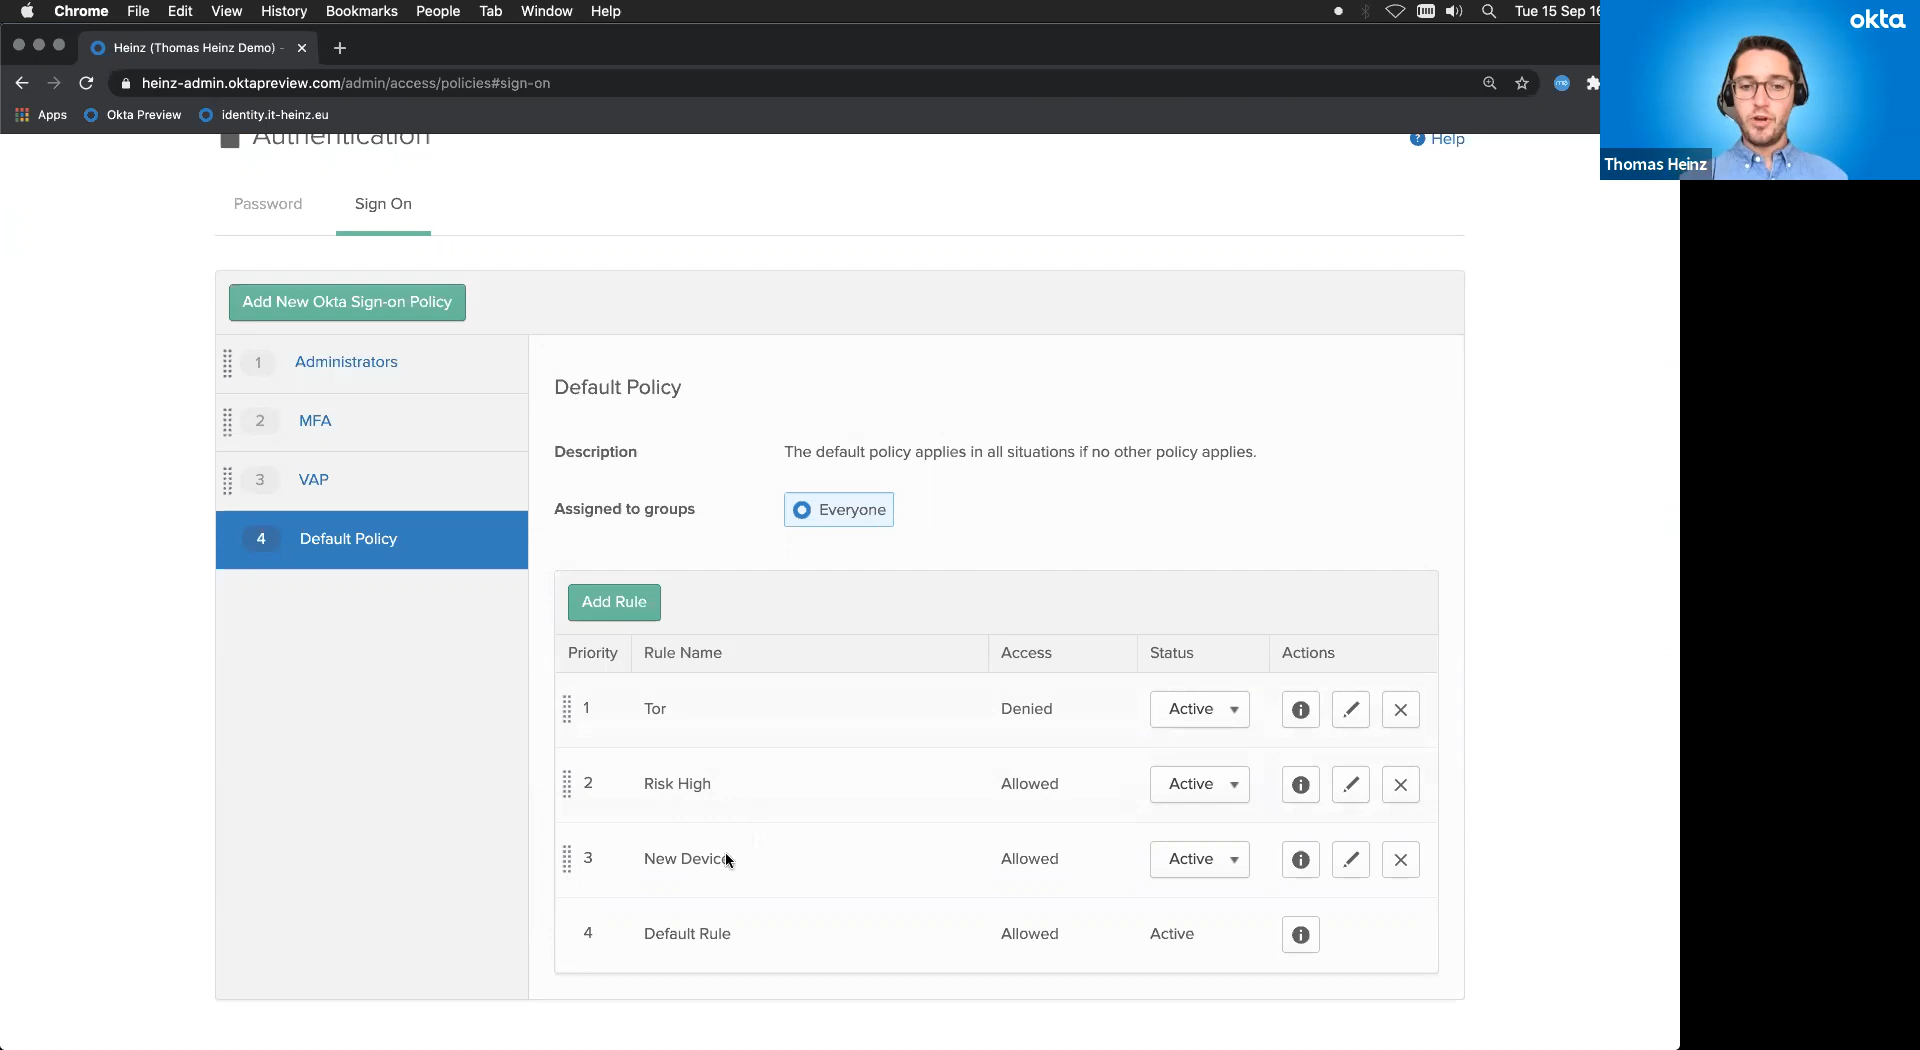 Chrome File Edit View History Bookmarks People Tab Window Help
Tue 15 Sep 16
okta
Heinz (Thomas Heinz Demo) -
heinz-admin.oktapreview.com/admin/access/policies#sign-on
Apps Okta Preview identity.it-heinz.eu
Thomas Heinz
Authentication
Help
Password Sign On
Add New Okta Sign-on Policy
1 Administrators
2 MFA
3 VAP
4 Default Policy
Default Policy
Description The default policy applies in all situations if no other policy applies.
Assigned to groups Everyone
Add Rule
Priority Rule Name Access Status Actions
1 Tor Denied Active
2 Risk High Allowed Active
3 New Device Allowed Active
4 Default Rule Allowed Active